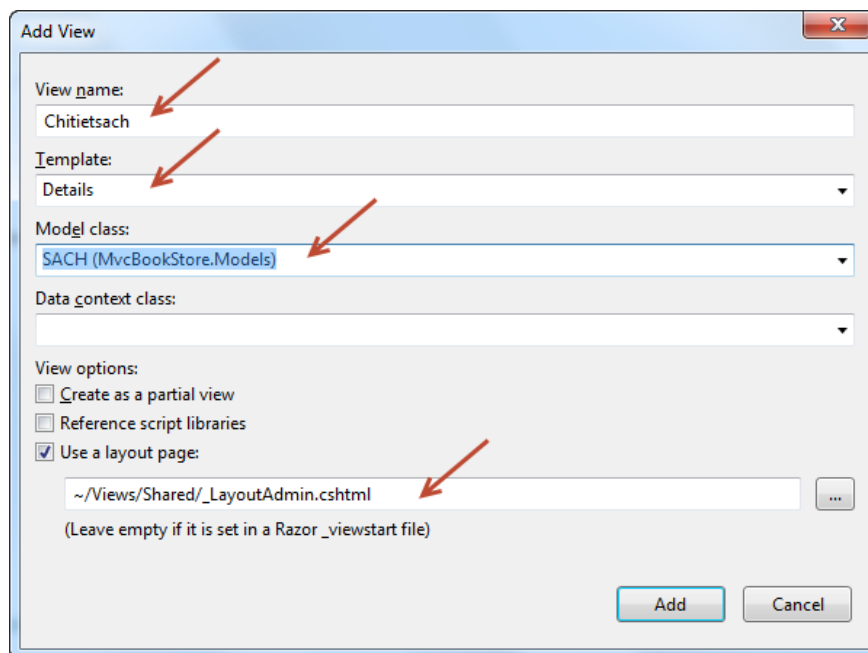 Add View
View name:
Chitietsach
Template:
Details
Model class:
SACH (MvcBookStore.Models)
Data context class:
View options:
Create as a partial view
Reference script libraries
Use a layout page:
~/Views/Shared/_LayoutAdmin.cshtml
...
(Leave empty if it is set in a Razor _viewstart file)
Add Cancel